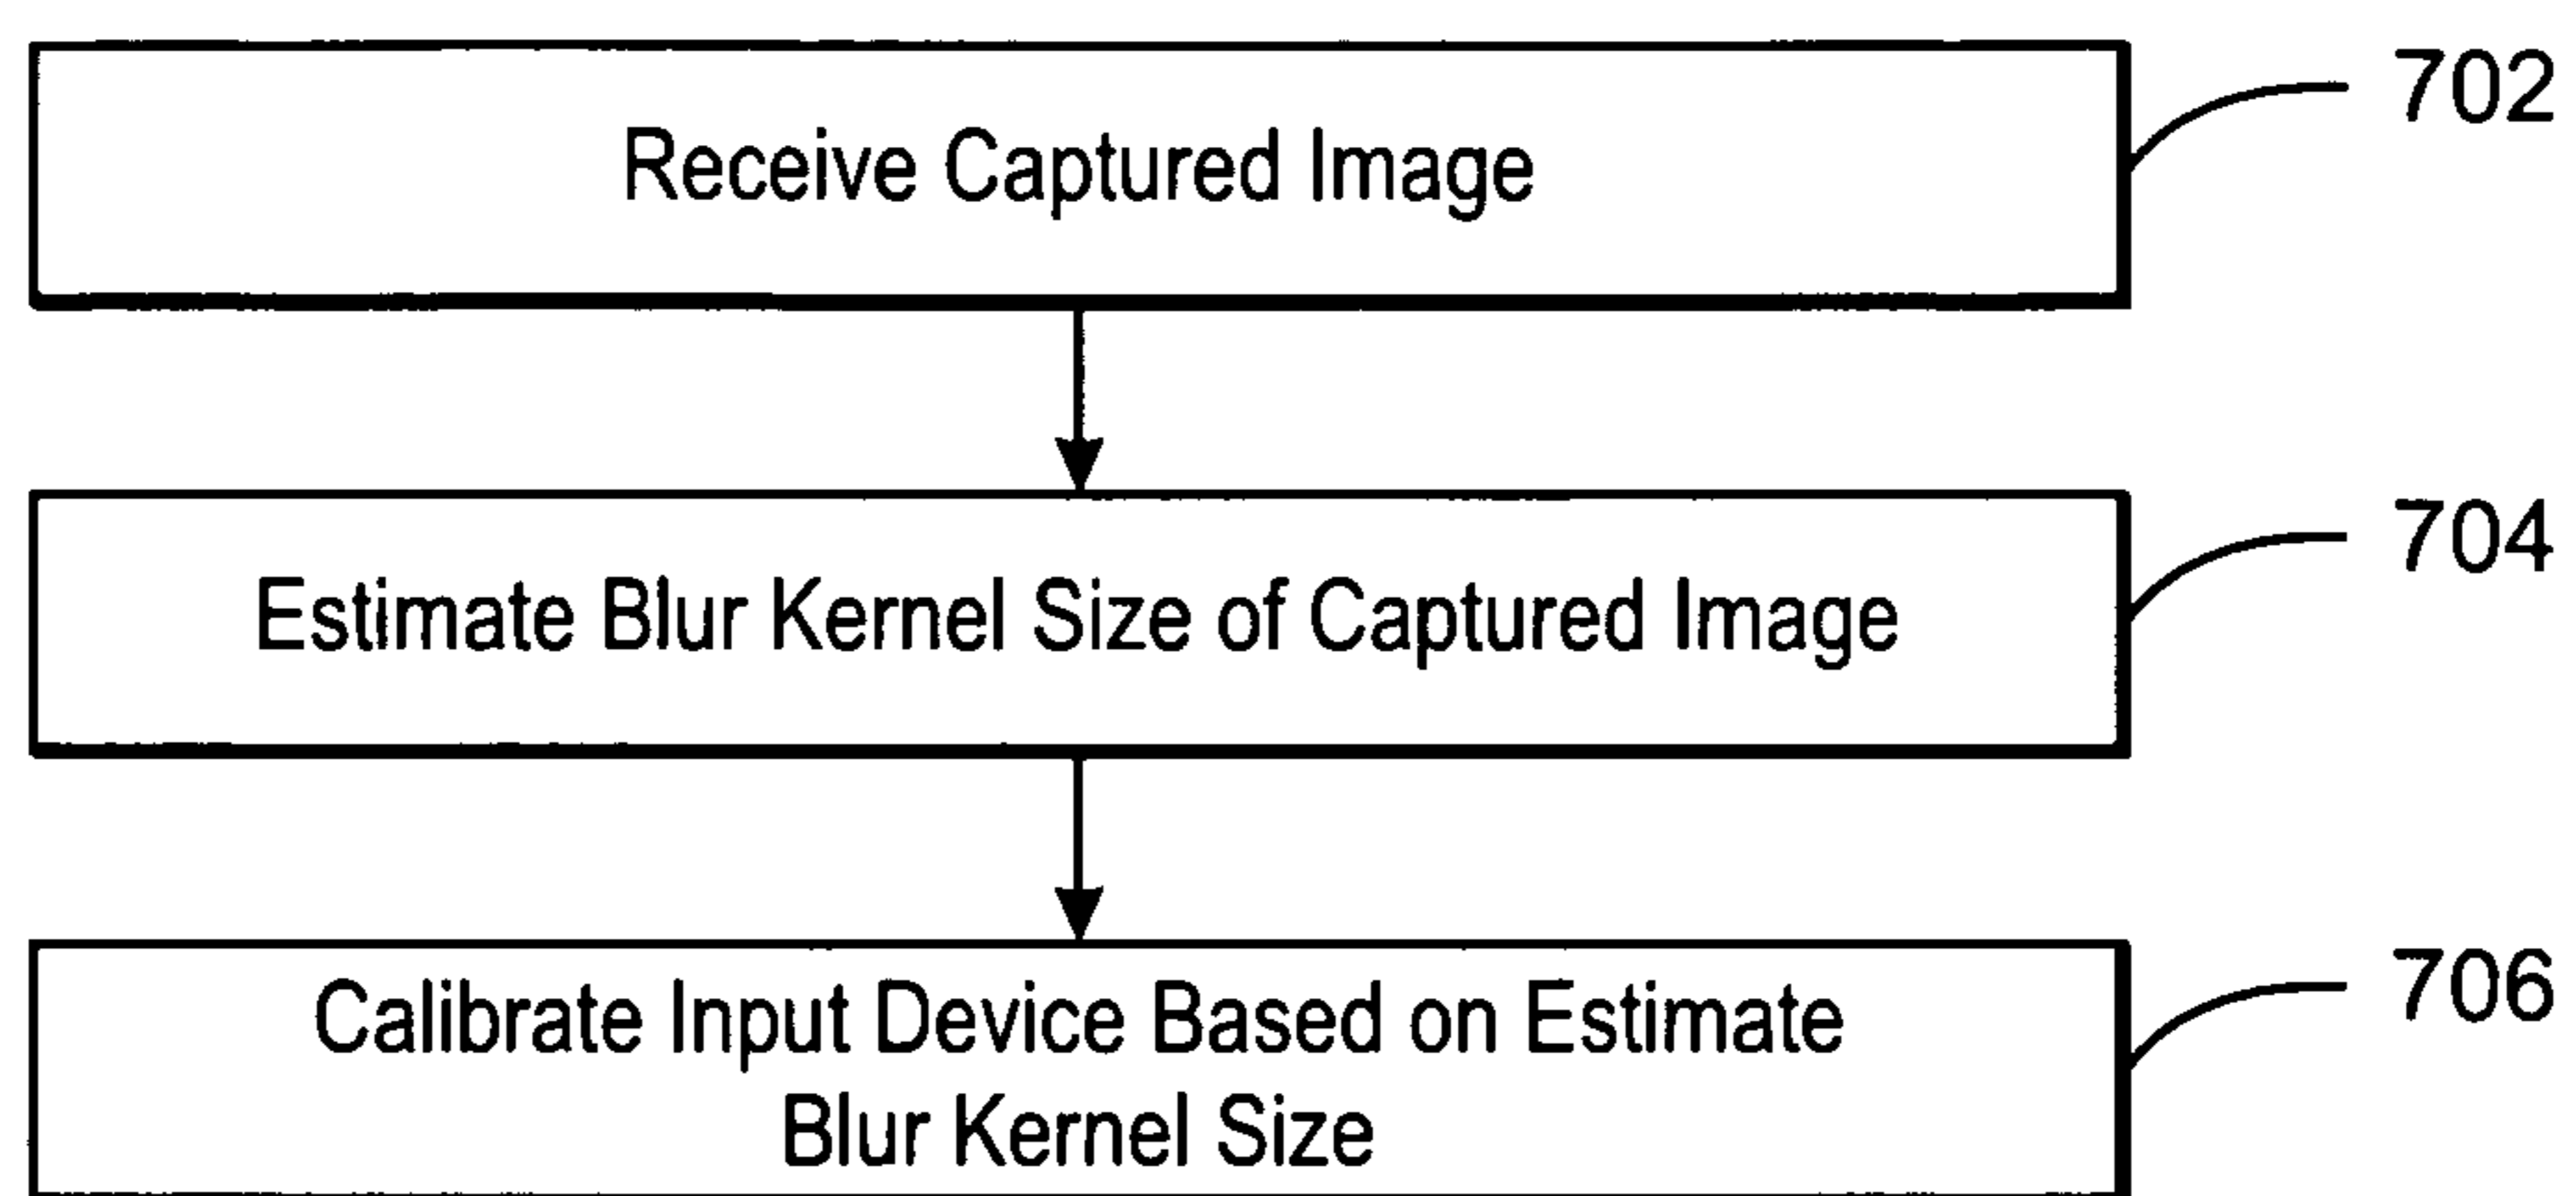 Receive Captured Image
702
Estimate Blur Kernel Size of Captured Image
704
Calibrate Input Device Based on Estimate
Blur Kernel Size
706